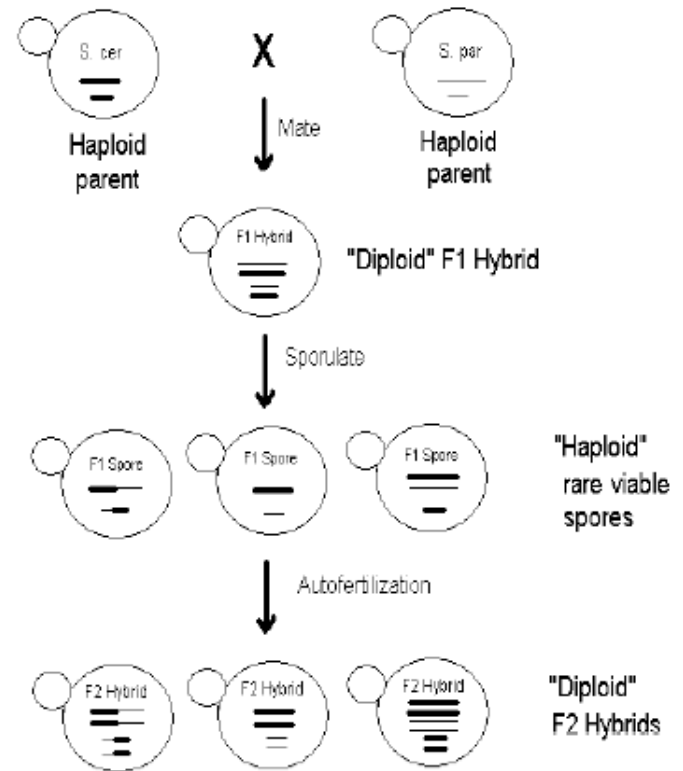 S. cer
X
S. par
Haploid
parent
Mate
Haploid
parent
F1 Hybrid
"Diploid" F1 Hybrid
Sporulate
F1 Spore
F1 Spore
F1 Spore
"Haploid"
rare viable
spores
Autofertilization
F2 Hybrid
F2 Hybrid
F2 Hybrid
"Diploid"
F2 Hybrids